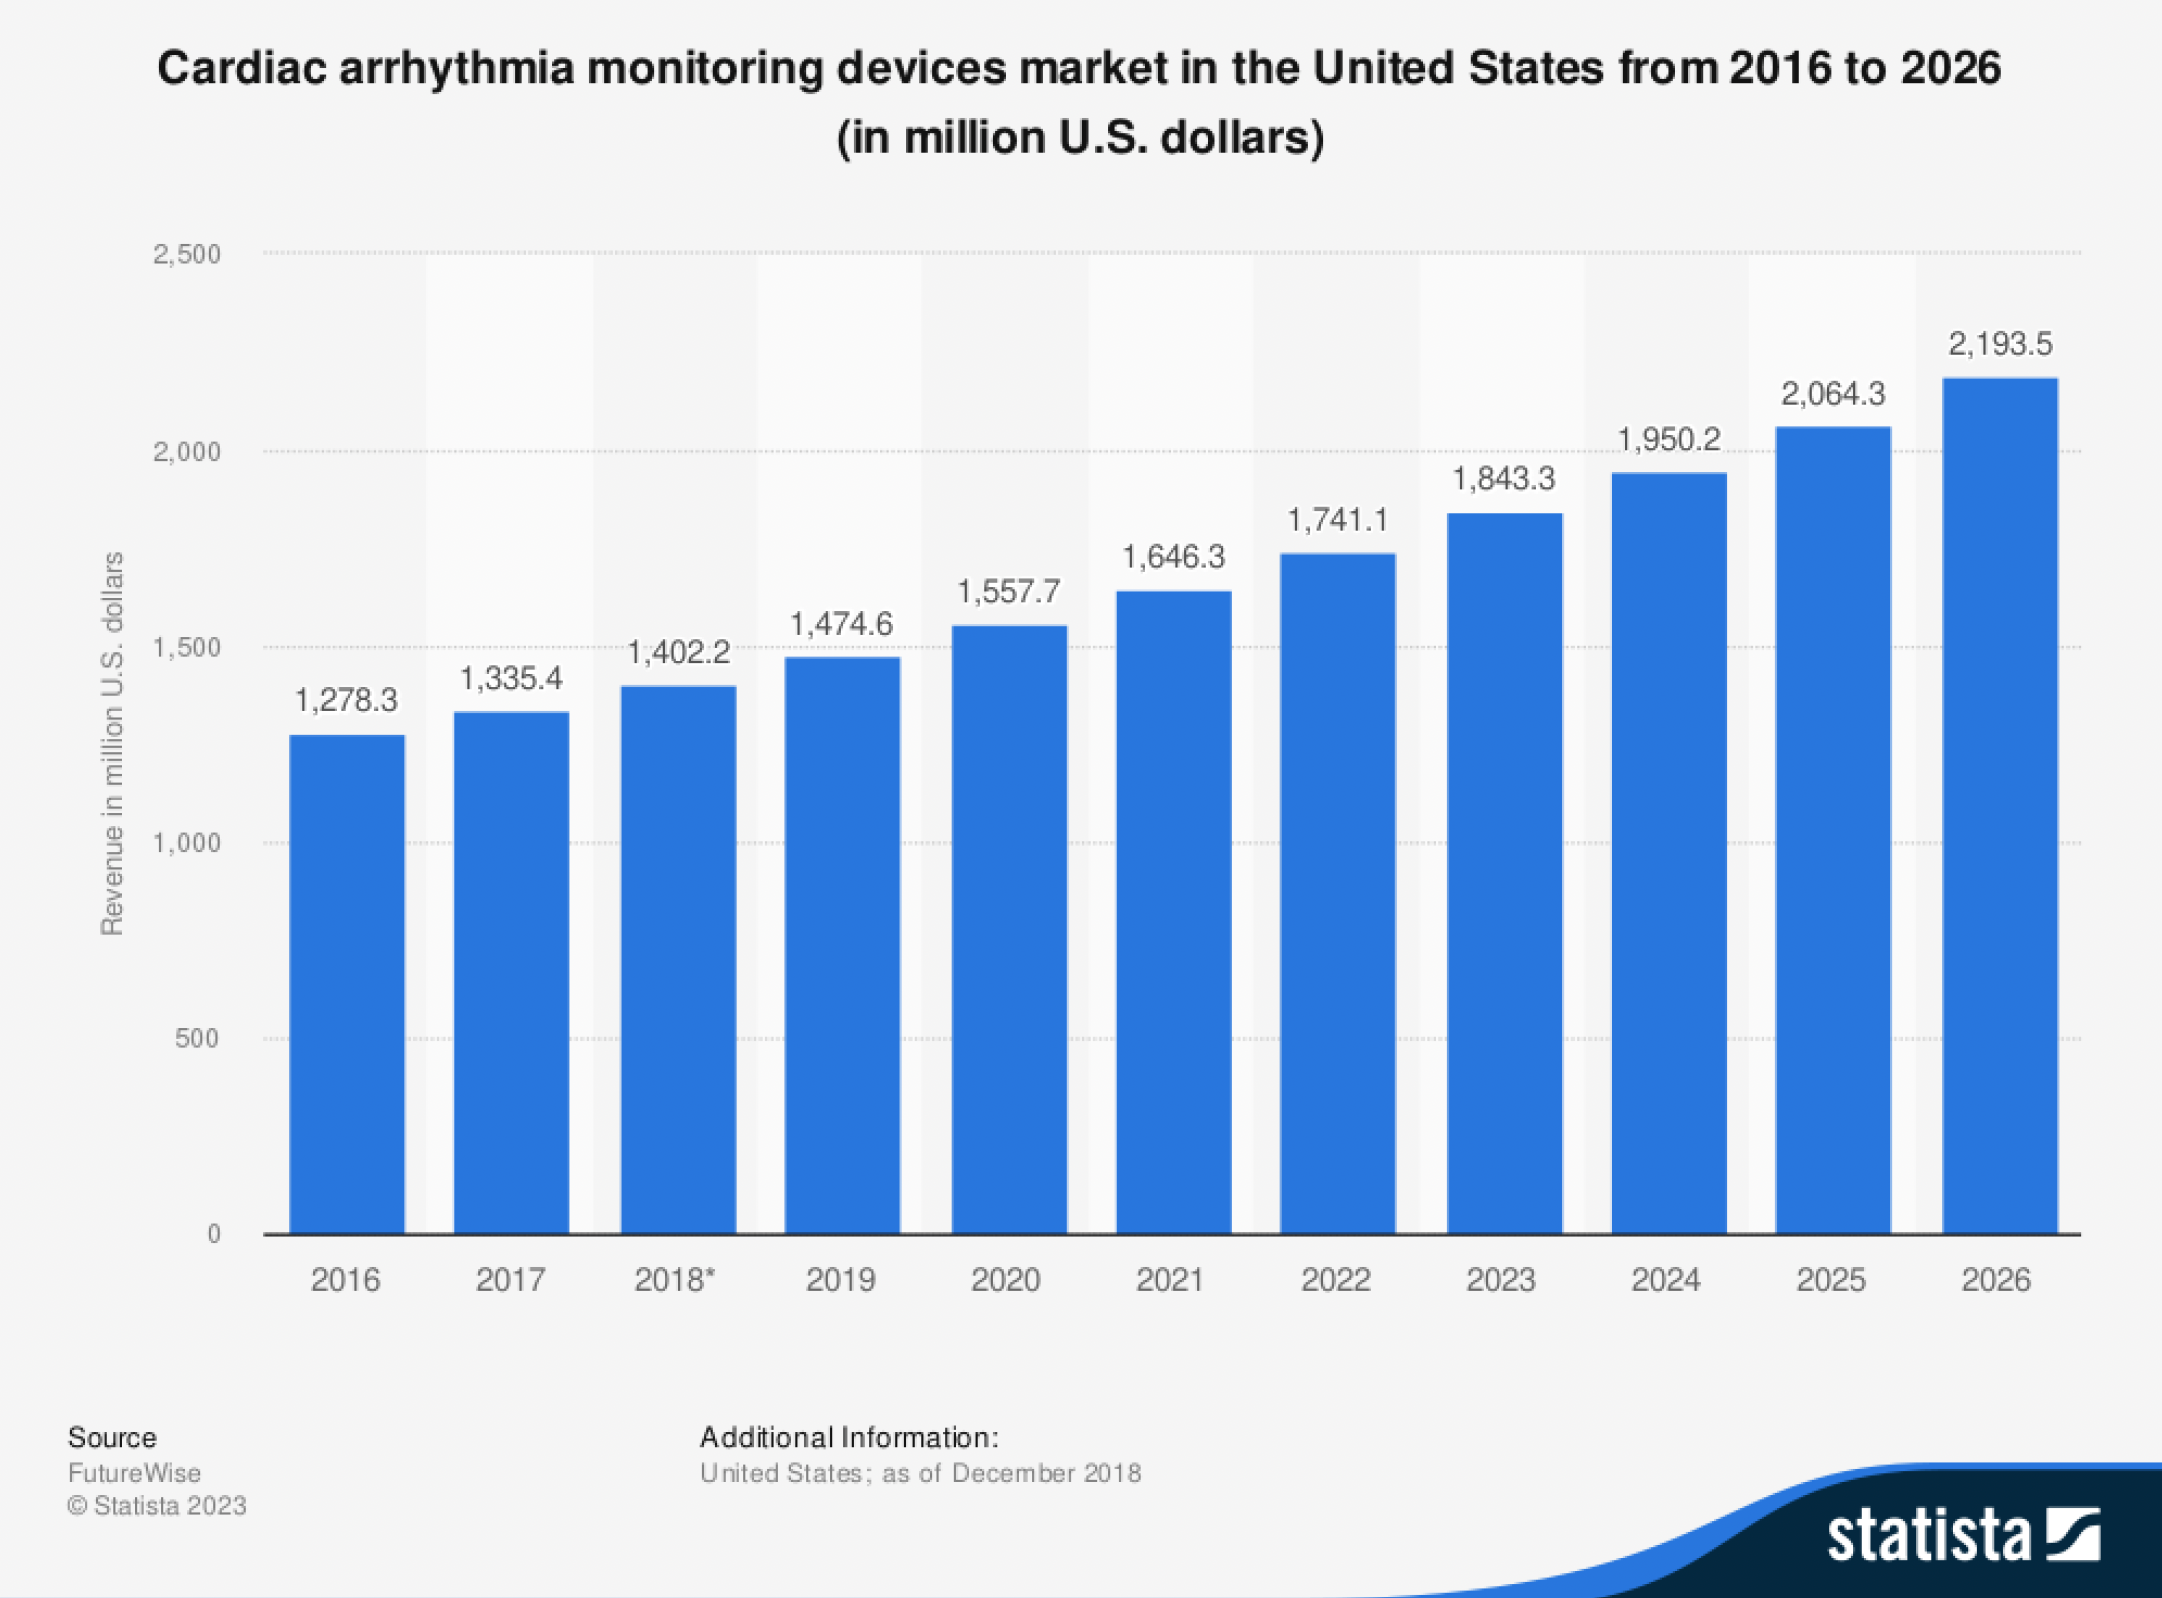 Cardiac arrhythmia monitoring devices market in the United States from 2016 to 2026
(in million U.S. dollars)
Revenue in million U.S. dollars
2,500
2,000
1,500
1,000
500
0
1,278.3
1,335.4
1,402.2
1,474.6
1,557.7
1,646.3
1,741.1
1,843.3
1,950.2
2,064.3
2,193.5
2016 2017 2018* 2019 2020 2021 2022 2023 2024 2025 2026
Source
FutureWise
© Statista 2023
Additional Information:
United States; as of December 2018
statista